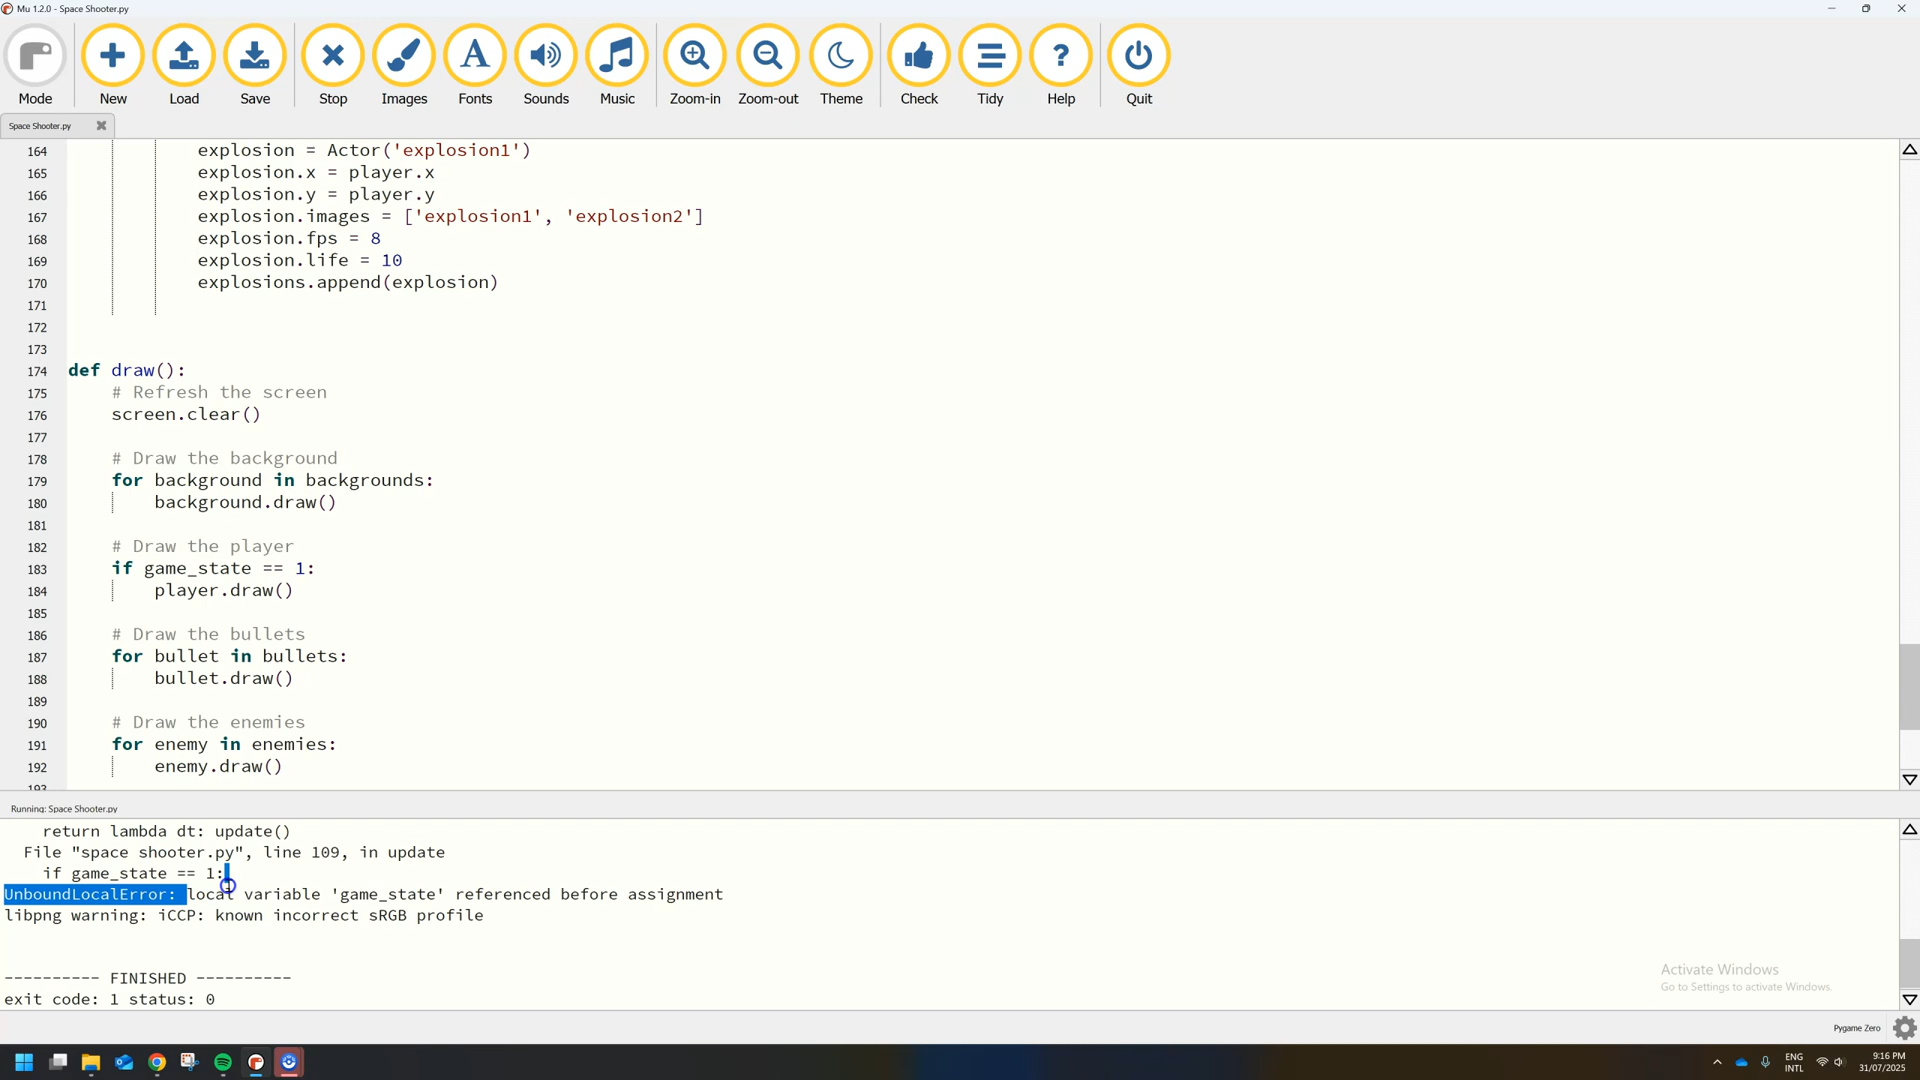 Mu 1.2.0 - Space Shooter.py
Mode New Load Save Stop Images Fonts Sounds Music Zoom-in Zoom-out Theme Check Tidy Help Quit
Space Shooter.py
164 explosion = Actor('explosion1')
165 explosion.x = player.x
166 explosion.y = player.y
167 explosion.images = ['explosion1', 'explosion2']
168 explosion.fps = 8
169 explosion.life = 10
170 explosions.append(explosion)
171
172
173
174 def draw():
175 # Refresh the screen
176 screen.clear()
177
178 # Draw the background
179 for background in backgrounds:
180 background.draw()
181
182 # Draw the player
183 if game_state == 1:
184 player.draw()
185
186 # Draw the bullets
187 for bullet in bullets:
188 bullet.draw()
189
190 # Draw the enemies
191 for enemy in enemies:
192 enemy.draw()
193
Running: Space Shooter.py
return lambda dt: update()
File "space shooter.py", line 109, in update
if game_state == 1:
UnboundLocalError: local variable 'game_state' referenced before assignment
libpng warning: iCCP: known incorrect sRGB profile
---------- FINISHED ----------
exit code: 1 status: 0
Activate Windows
Go to Settings to activate Windows.
Pygame Zero
ENG
INTL
9:16 PM
31/07/2025